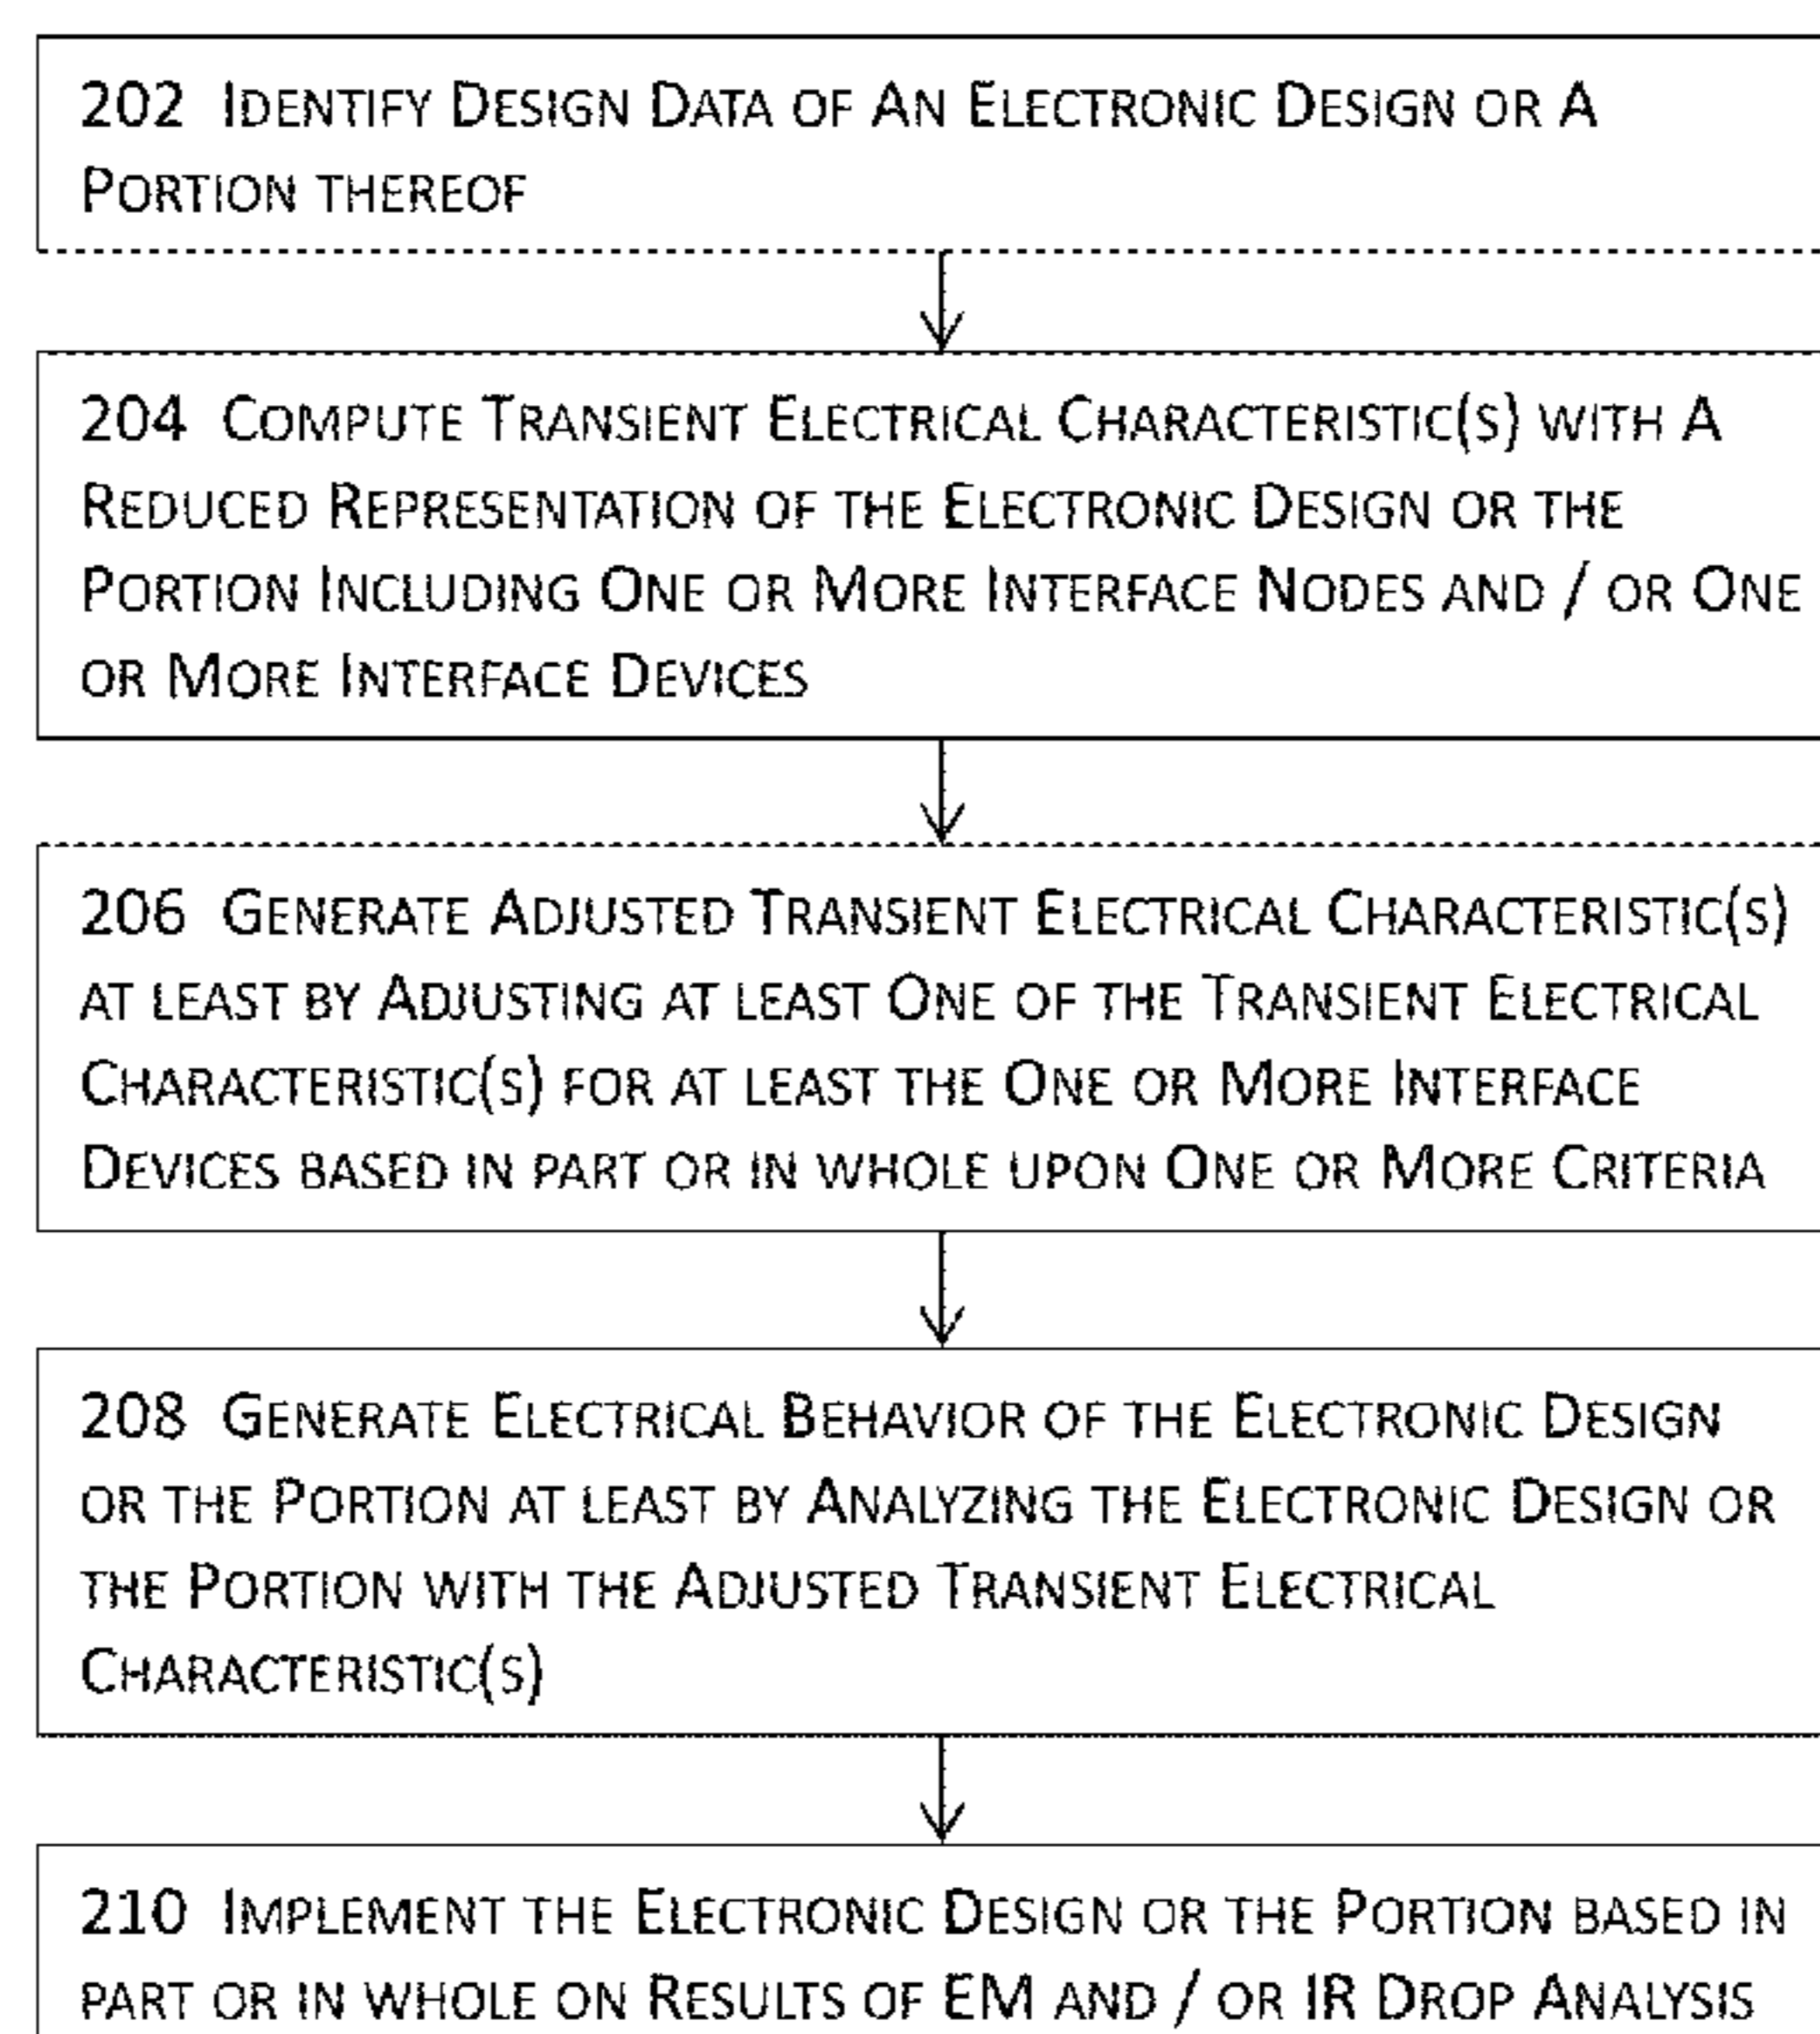 202 Identify Design Data of An Electronic Design or A
Portion thereof
204 Compute Transient Electrical Characteristic(s) with A
Reduced Representation of the Electronic Design or the
Portion Including One or More Interface Nodes and / or One
or More Interface Devices
206 Generate Adjusted Transient Electrical Characteristic(s)
at least by Adjusting at least One of the Transient Electrical
Characteristic(s) for at least the One or More Interface
Devices based in part or in whole upon One or More Criteria
208 Generate Electrical Behavior of the Electronic Design
or the Portion at least by Analyzing the Electronic Design or
the Portion with the Adjusted Transient Electrical
Characteristic(s)
210 Implement the Electronic Design or the Portion based in
part or in whole on Results of EM and / or IR Drop Analysis